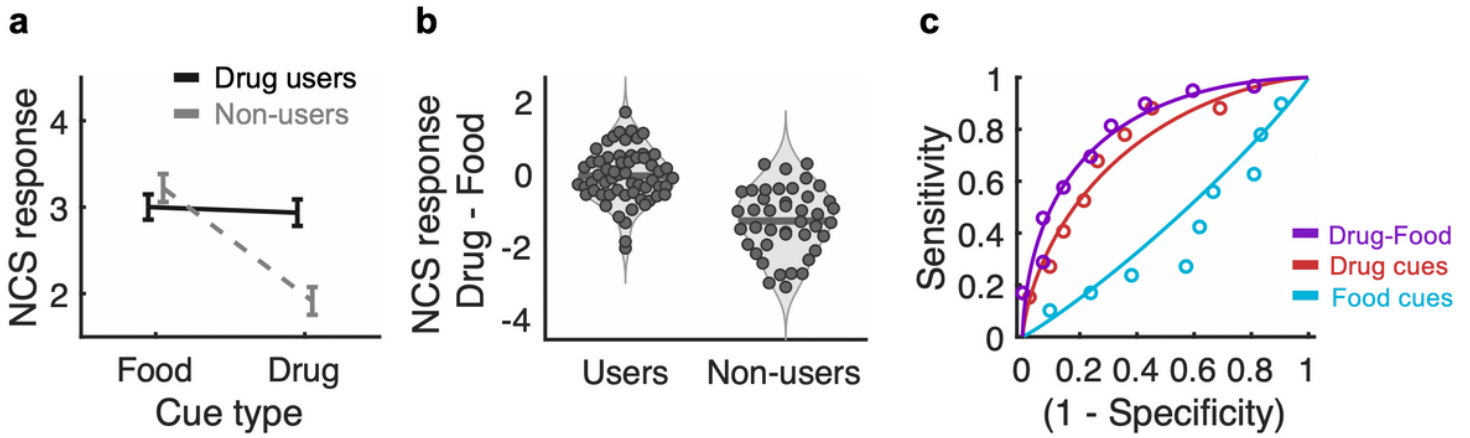 a
Drug users
Non-users
NCS response
4
3
2
Food
Drug
Cue type
b
NCS response
Drug - Food
2
0
-2
-4
Users
Non-users
c
Sensitivity
1
0.8
0.6
0.4
0.2
0
Drug-Food
Drug cues
Food cues
0 0.2 0.4 0.6 0.8 1
(1 - Specificity)